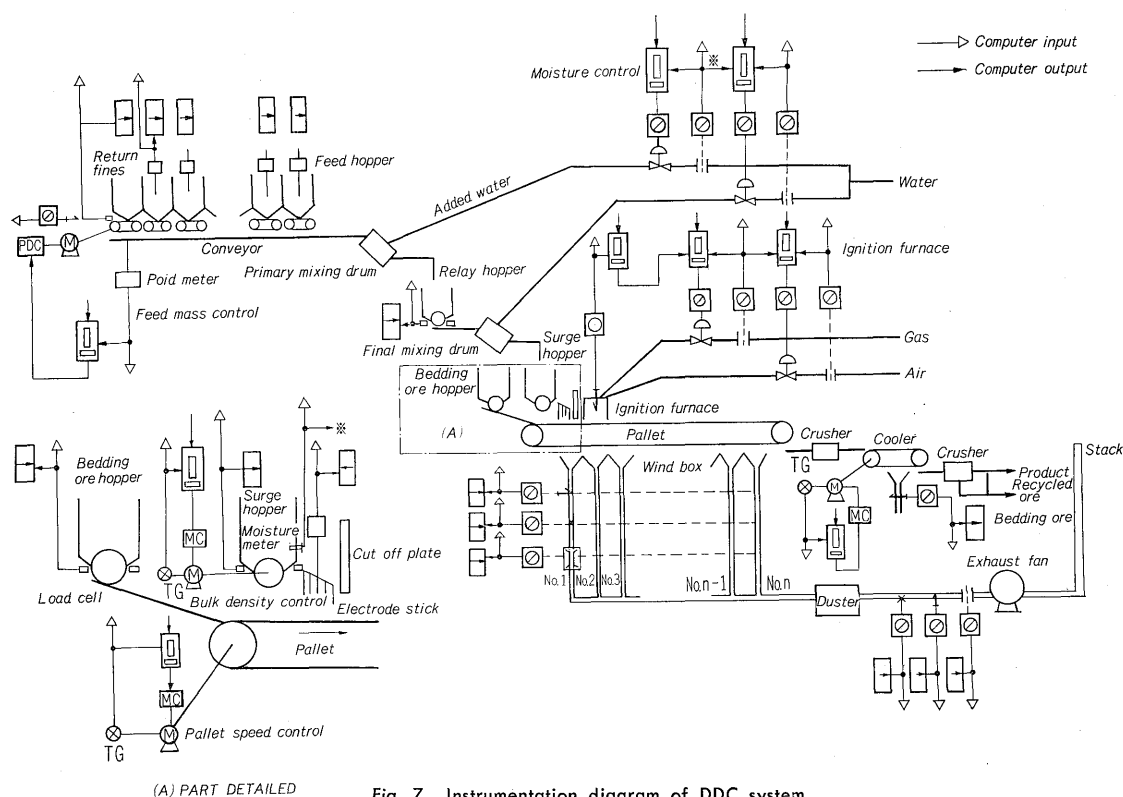 Computer input
Computer output
Moisture control
※
Return
fines
Feed hopper
Added water
Water
PDC
M
Conveyor
Primary mixing drum
Relay hopper
Ignition furnace
Poid meter
Feed mass control
Final mixing drum
Surge
hopper
Gas
Bedding
ore hopper
Air
(A)
Ignition furnace
Pallet
Crusher
Cooler
Crusher
Stack
TG
M
MC
Product
Recycled
ore
Bedding ore
Wind box
No.1
No.2
No.3
No.n-1
No.n
Duster
Exhaust fan
※
Bedding
ore hopper
Surge
hopper
Moisture
meter
MC
M
TG
Cut off plate
Load cell
Bulk density control
Electrode stick
Pallet
MC
M
TG
Pallet speed control
(A) PART DETAILED
Fig. 7 Instrumentation diagram of DDC system